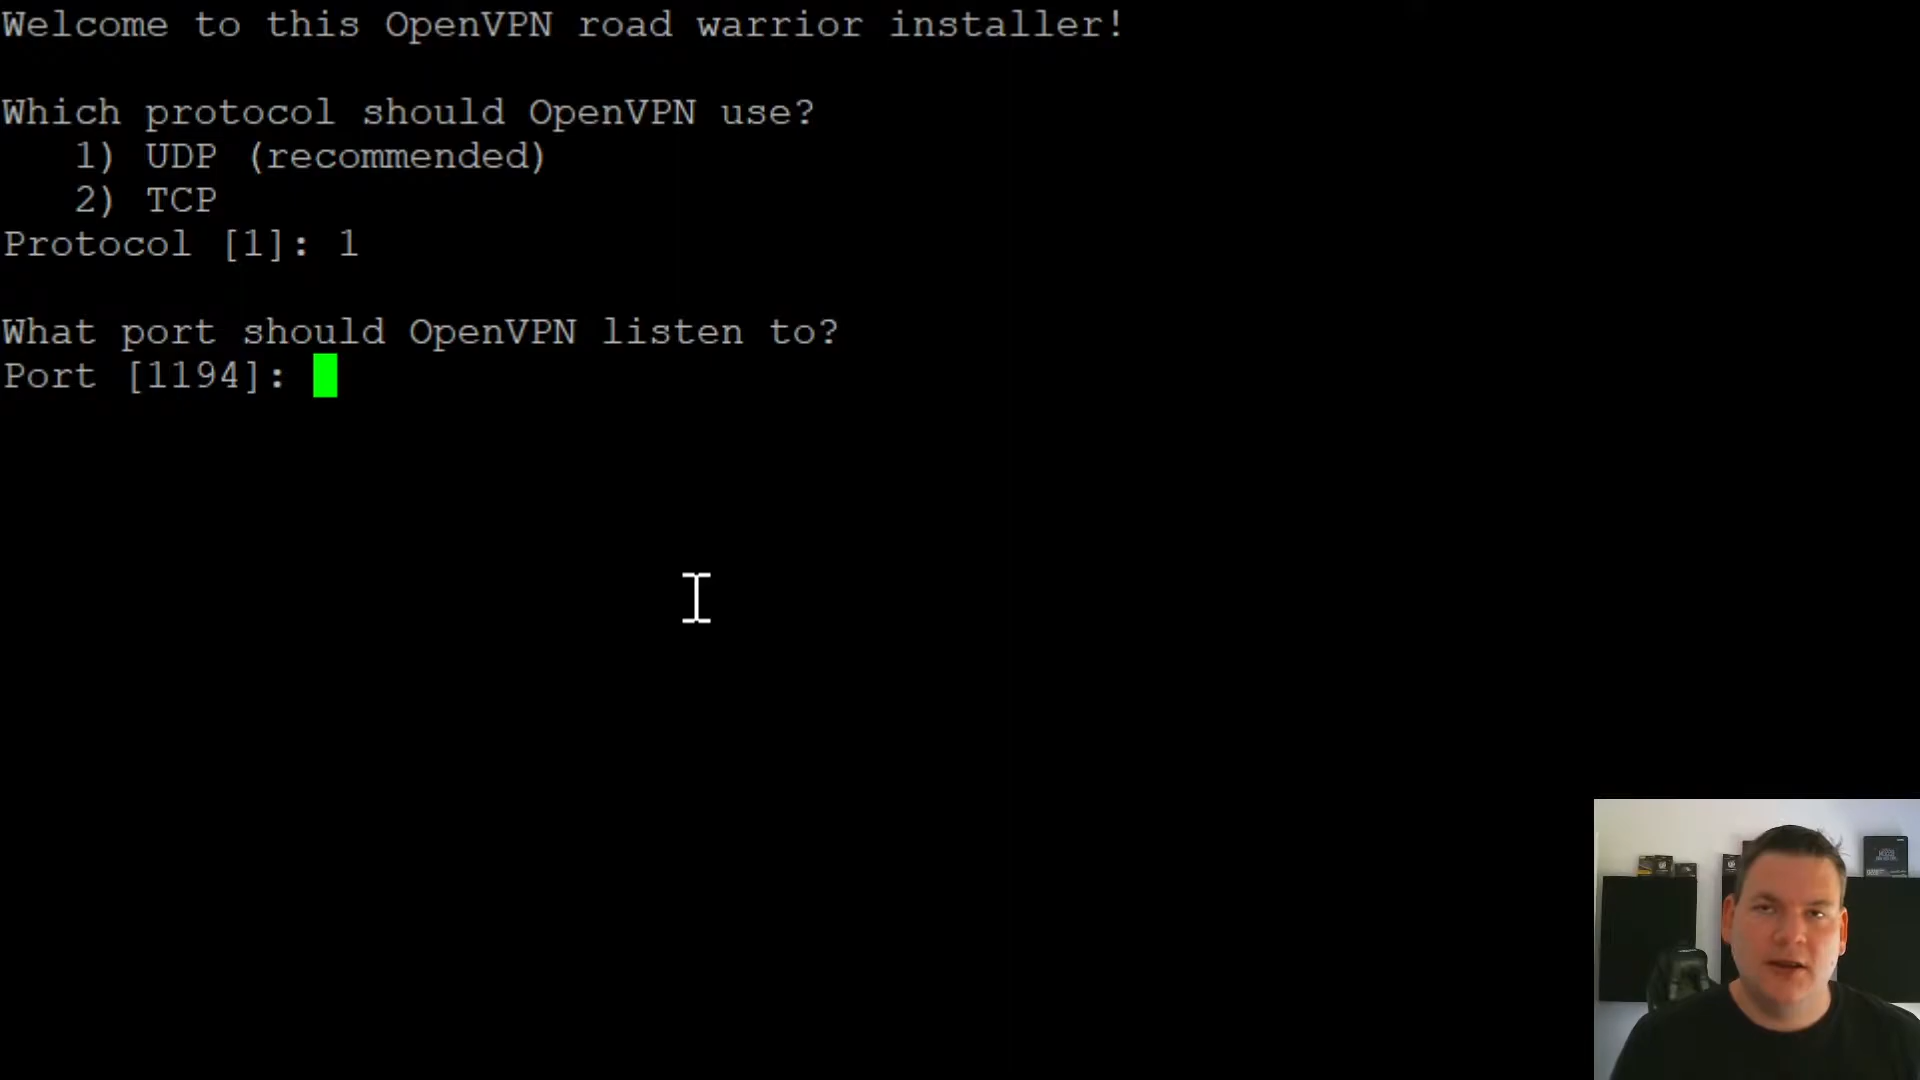 Welcome to this OpenVPN road warrior installer!
Which protocol should OpenVPN use?
1) UDP (recommended)
2) TCP
Protocol [1]: 1
What port should OpenVPN listen to?
Port [1194]: